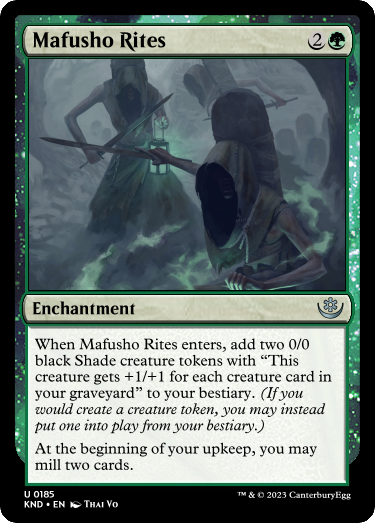 Mafusho Rites 2
Enchantment
When Mafusho Rites enters, add two 0/0
black Shade creature tokens with “This
creature gets +1/+1 for each creature card in
your graveyard” to your bestiary. (If you
would create a creature token, you may instead
put one into play from your bestiary.)
At the beginning of your upkeep, you may
mill two cards.
U 0185
KND • EN Thai Vo
™ & © 2023 CanterburyEgg